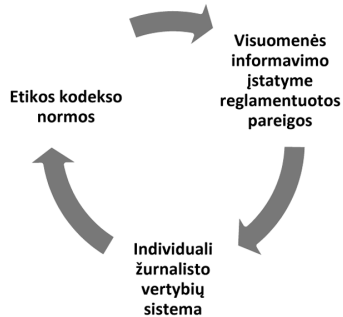 Visuomenės
informavimo
įstatyme
reglamentuotos
pareigos
Etikos kodekso
normos
Individuali
žurnalisto
vertybių
sistema